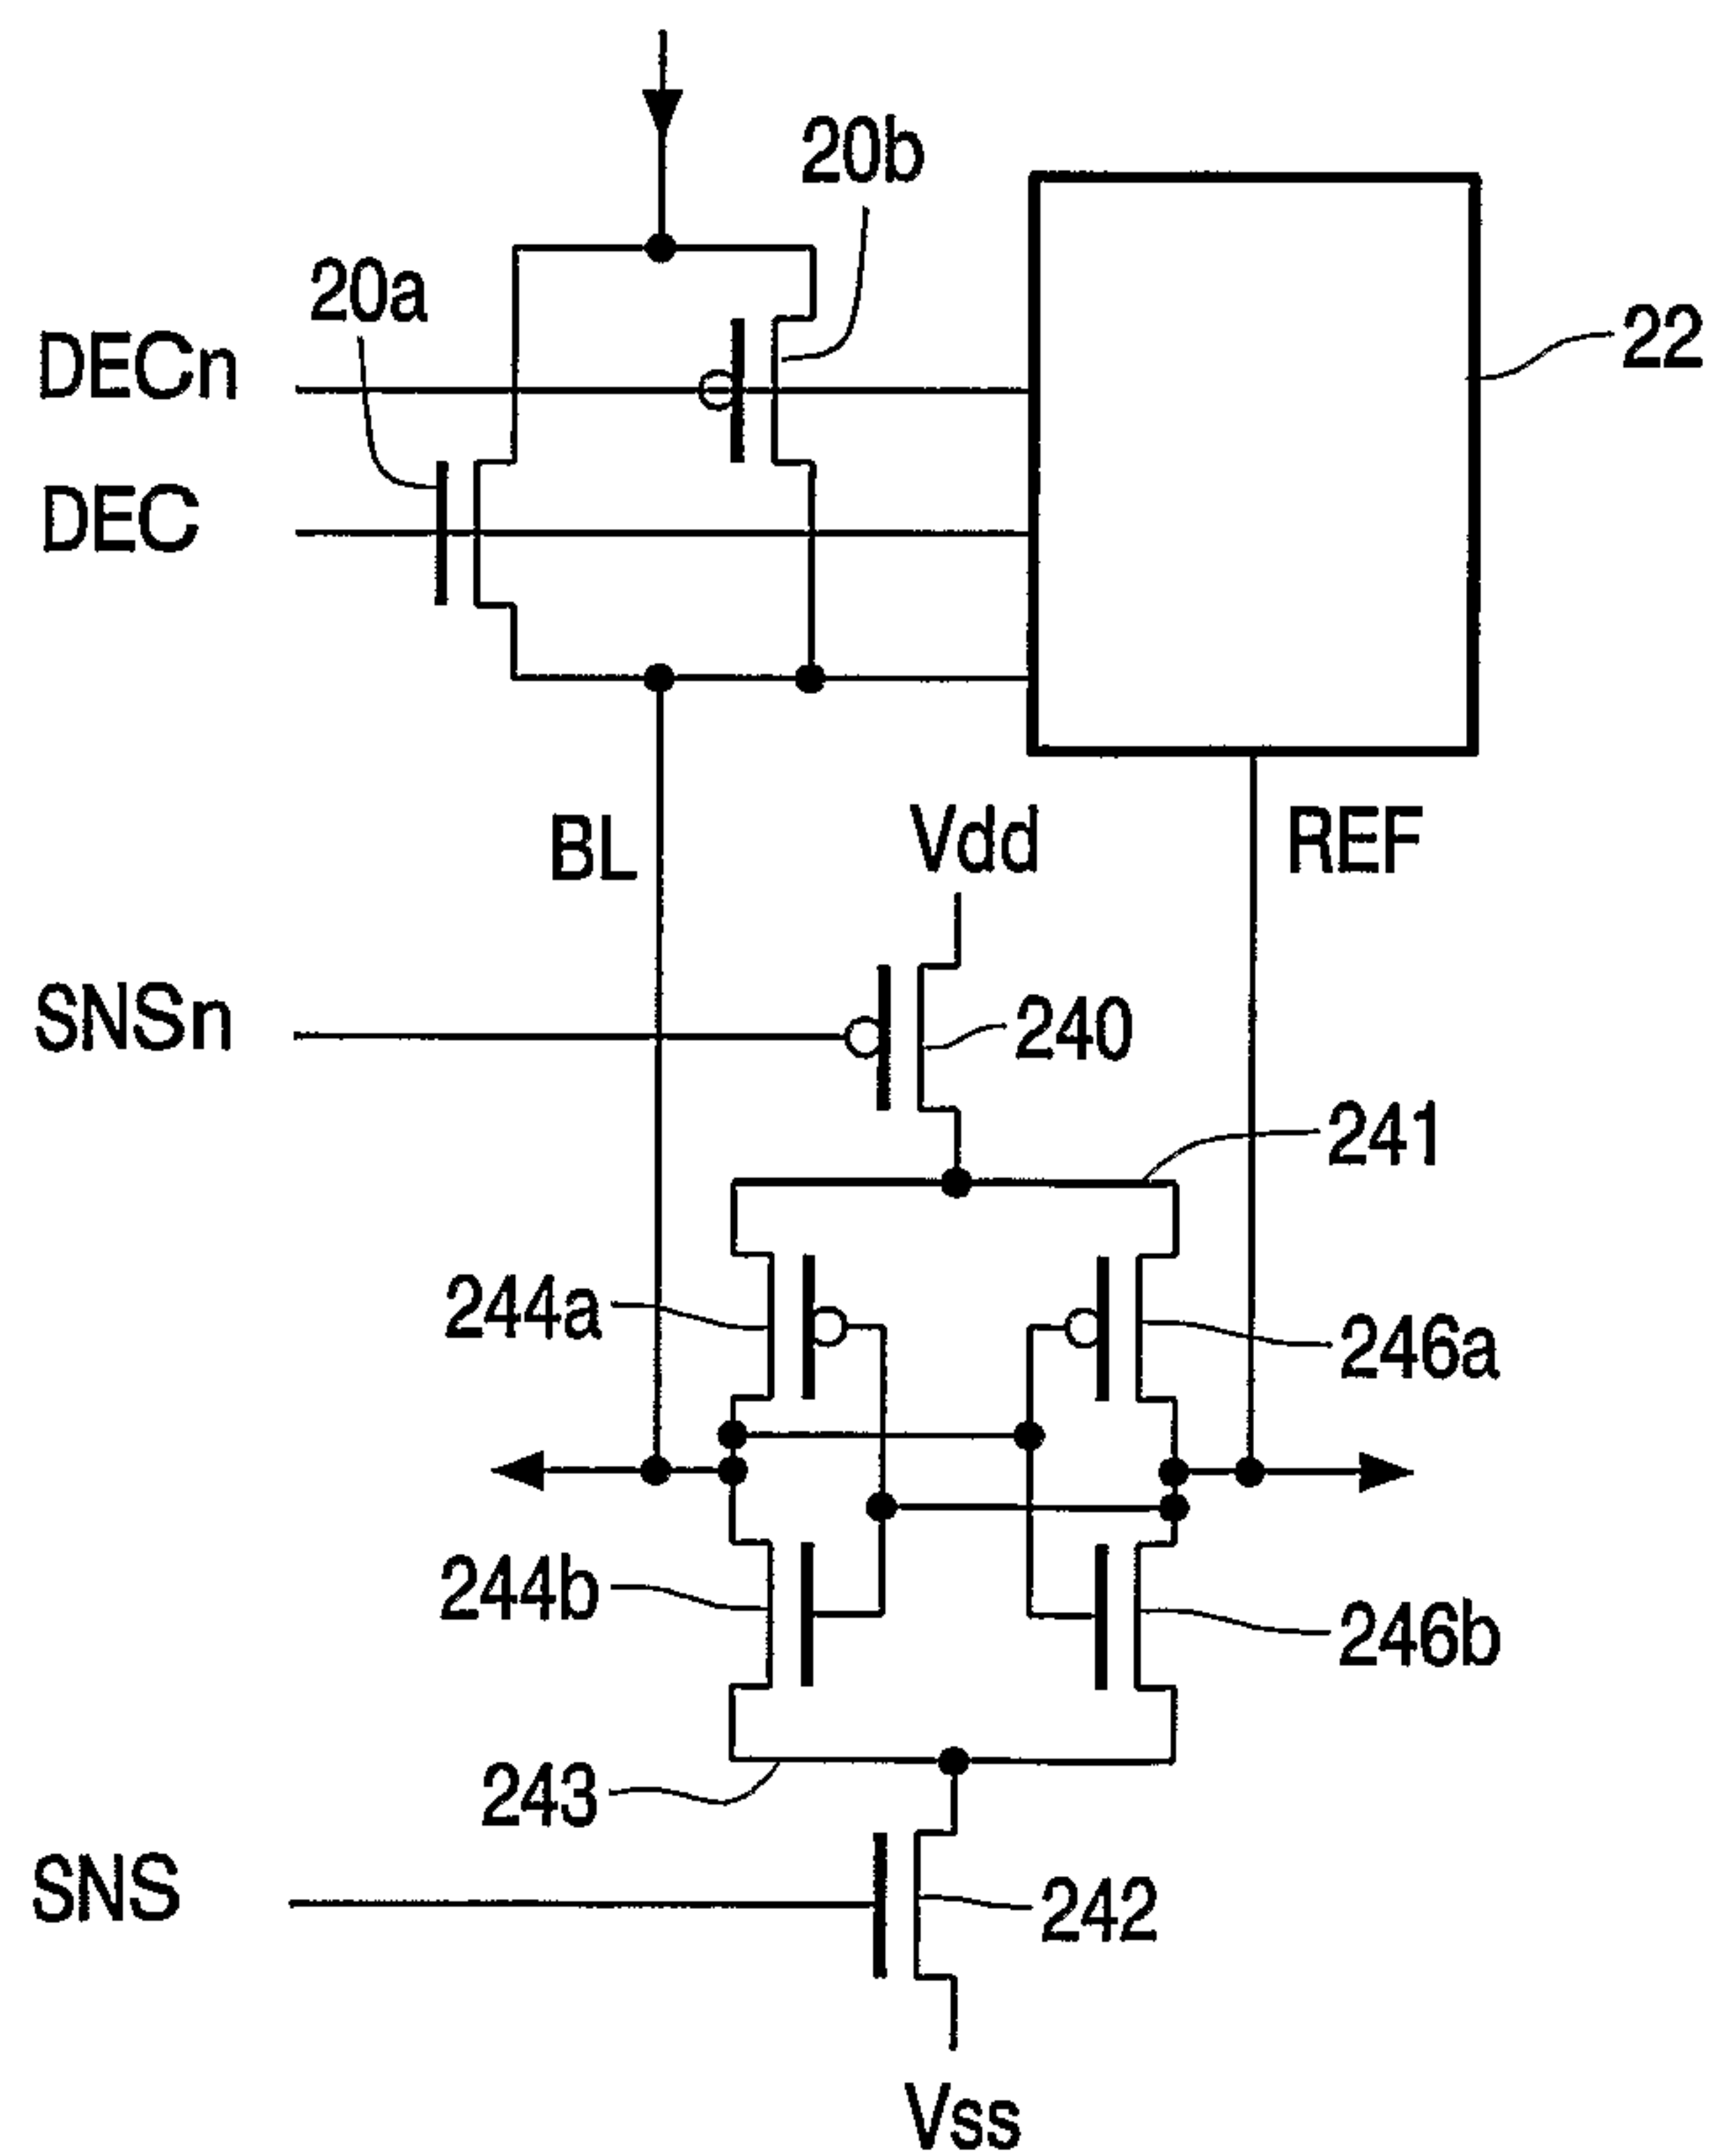 20b
20a
22
DECn
DEC
BL
Vdd
REF
SNSn
240
241
244a
246a
244b
246b
243
SNS
242
Vss